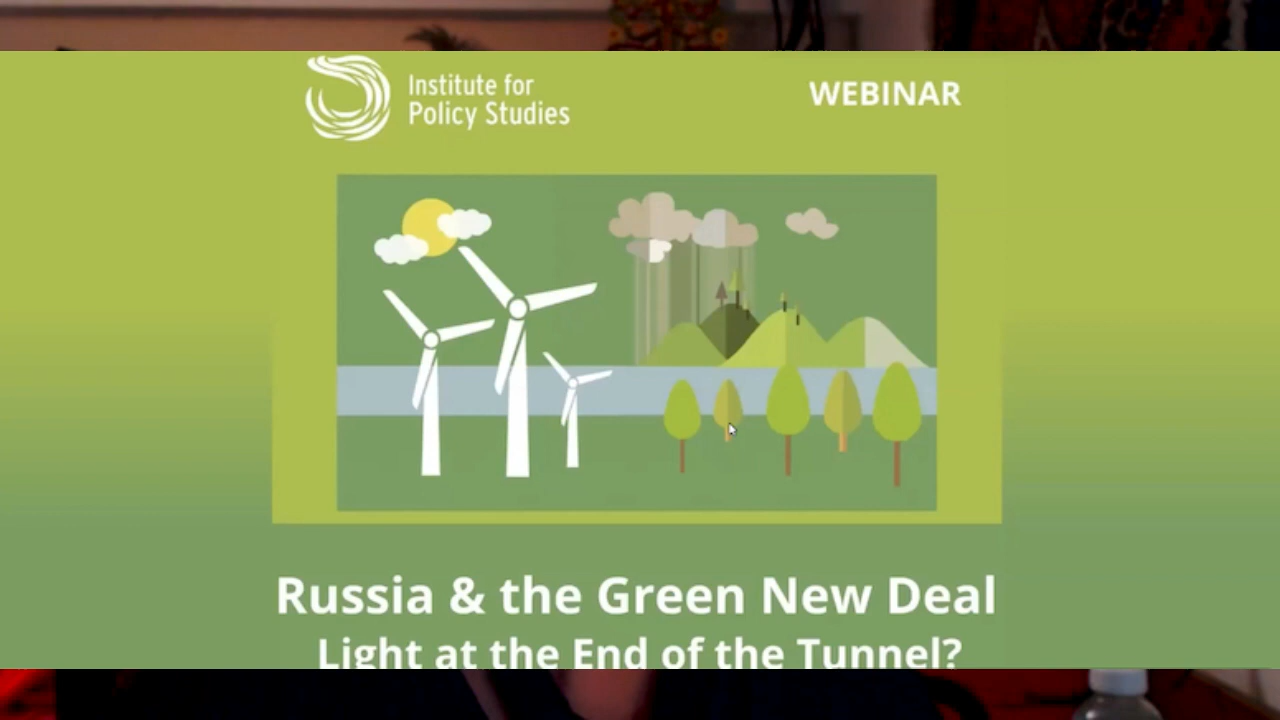 Institute for
Policy Studies
WEBINAR
Russia & the Green New Deal
Light at the End of the Tunnel?